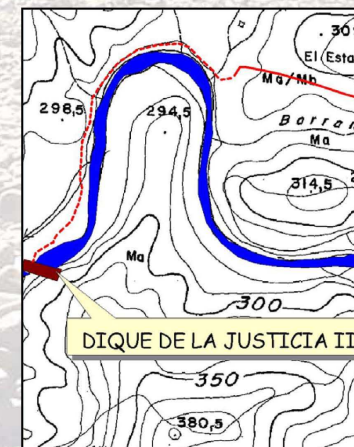 30
El Esta
Ma/Mb
298,5
294,5
Barran
Ma
314,5
Ma
300
DIQUE DE LA JUSTICIA II
350
380,5